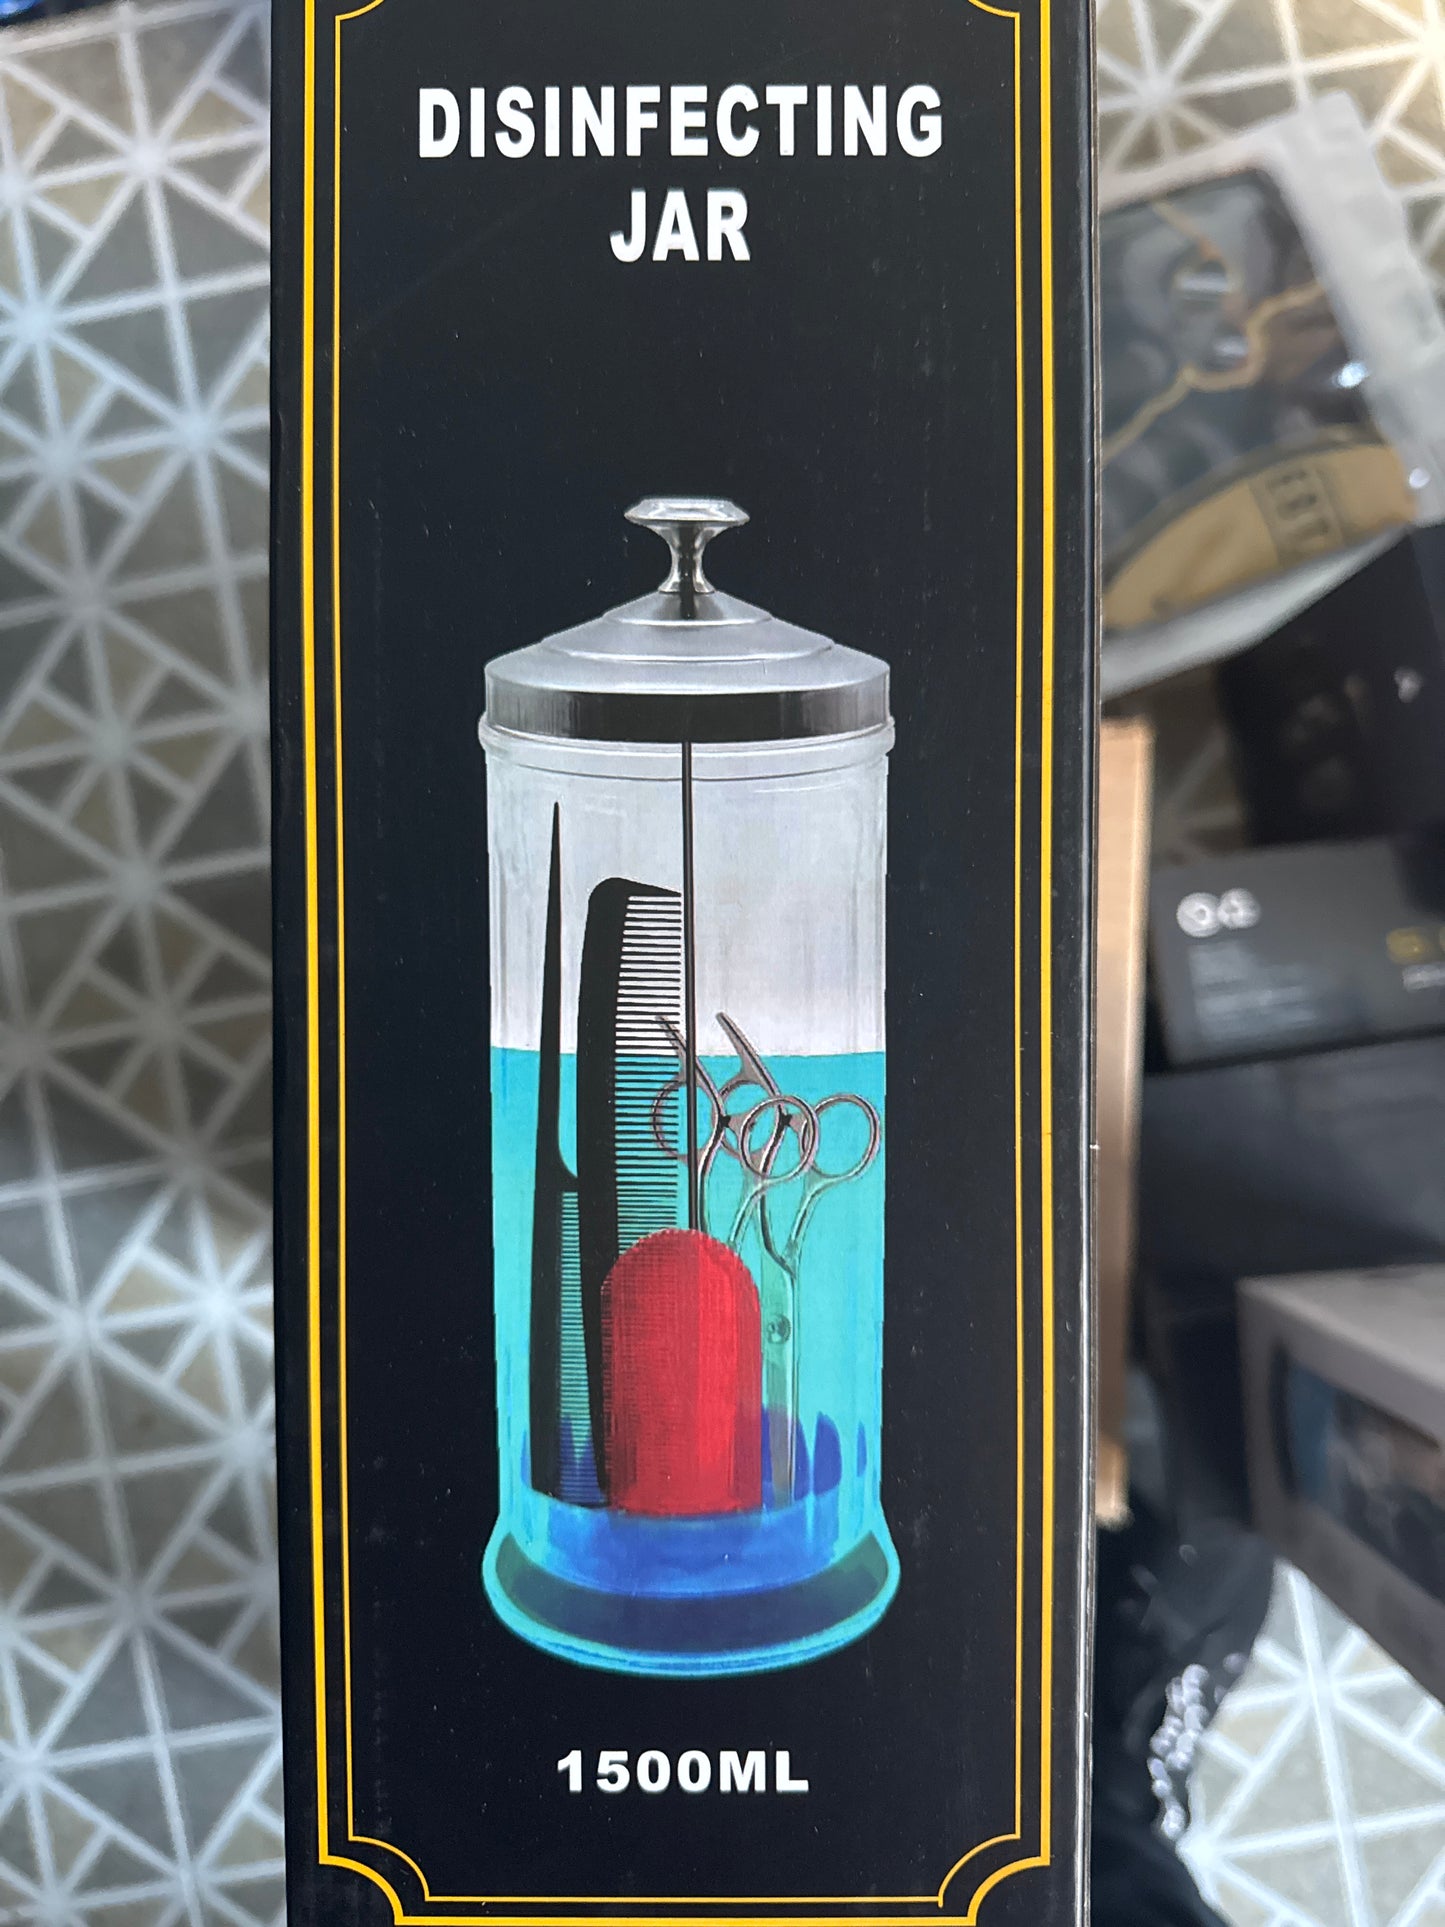 DISINFECTING
JAR
1500ML